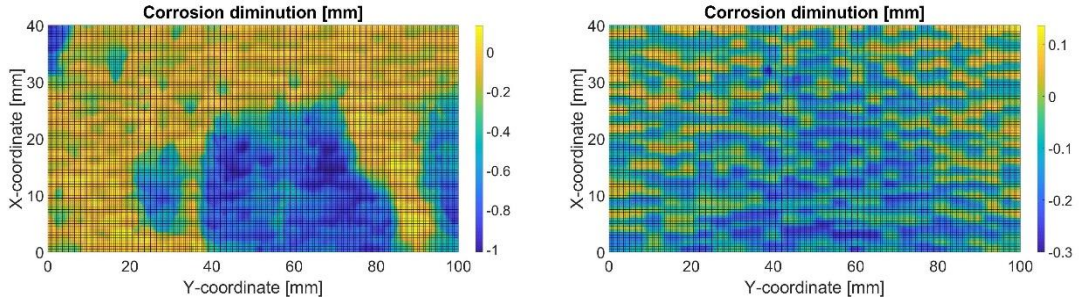 Corrosion diminution [mm]
40
30
20
10
0
X-coordinate [mm]
0 20 40 60 80 100
Y-coordinate [mm]
0
-0.2
-0.4
-0.6
-0.8
-1
Corrosion diminution [mm]
40
30
20
10
0
X-coordinate [mm]
0 20 40 60 80 100
Y-coordinate [mm]
0.1
0
-0.1
-0.2
-0.3